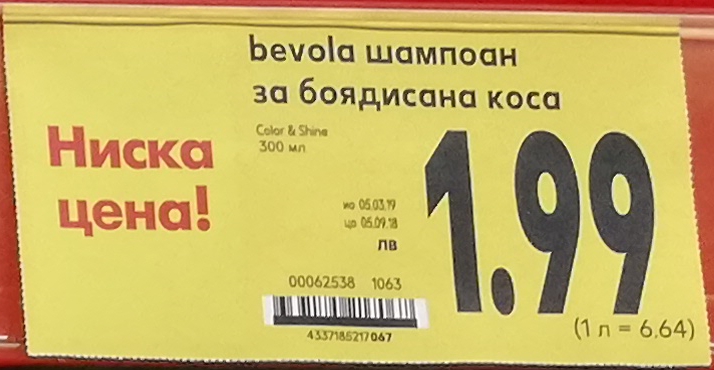 bevola шампоан
за боядисана коса
Ниска
цена!
Color & Shine
300 мл
ио 05.03.19
цр 05.09.18
лв
1.99
00062538 1063
4337185217067
(1 л = 6.64)